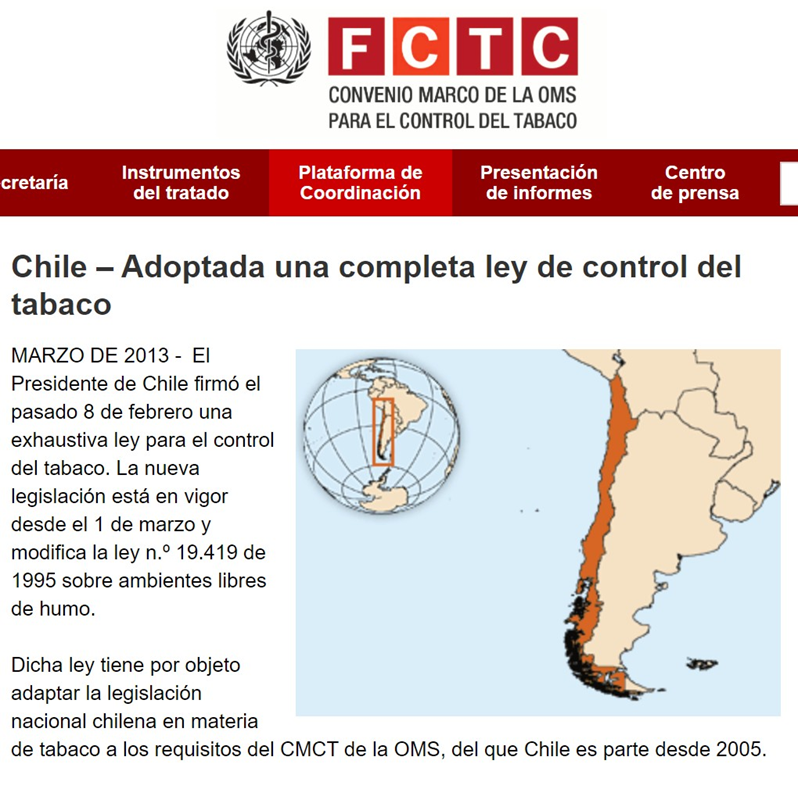 FCTC
CONVENIO MARCO DE LA OMS
PARA EL CONTROL DEL TABACO
cretaría
Instrumentos
del tratado
Plataforma de
Coordinación
Presentación
de informes
Centro
de prensa
Chile – Adoptada una completa ley de control del
tabaco
MARZO DE 2013 - El
Presidente de Chile firmó el
pasado 8 de febrero una
exhaustiva ley para el control
del tabaco. La nueva
legislación está en vigor
desde el 1 de marzo y
modifica la ley n.º 19.419 de
1995 sobre ambientes libres
de humo.
Dicha ley tiene por objeto
adaptar la legislación
nacional chilena en materia
de tabaco a los requisitos del CMCT de la OMS, del que Chile es parte desde 2005.